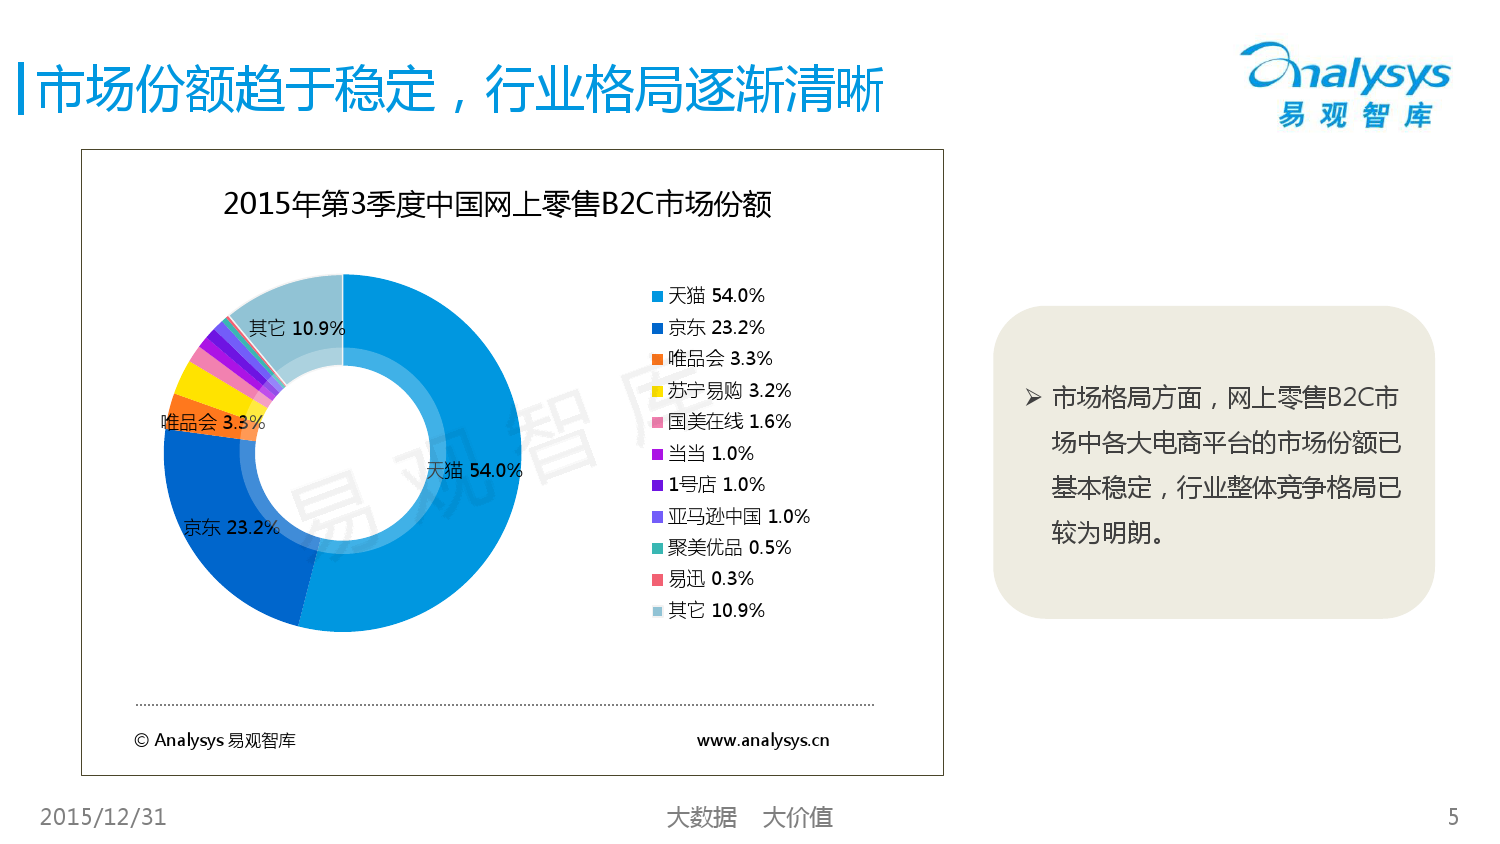 市场份额趋于稳定，行业格局逐渐清晰
Analysys
易观智库
2015年第3季度中国网上零售B2C市场份额
其它 10.9%
唯品会 3.3%
天猫 54.0%
京东 23.2%
天猫 54.0%
京东 23.2%
唯品会 3.3%
苏宁易购 3.2%
国美在线 1.6%
当当 1.0%
1号店 1.0%
亚马逊中国 1.0%
聚美优品 0.5%
易迅 0.3%
其它 10.9%
易观智库
市场格局方面，网上零售B2C市
场中各大电商平台的市场份额已
基本稳定，行业整体竞争格局已
较为明朗。
© Analysys 易观智库
www.analysys.cn
2015/12/31
大数据 大价值
5